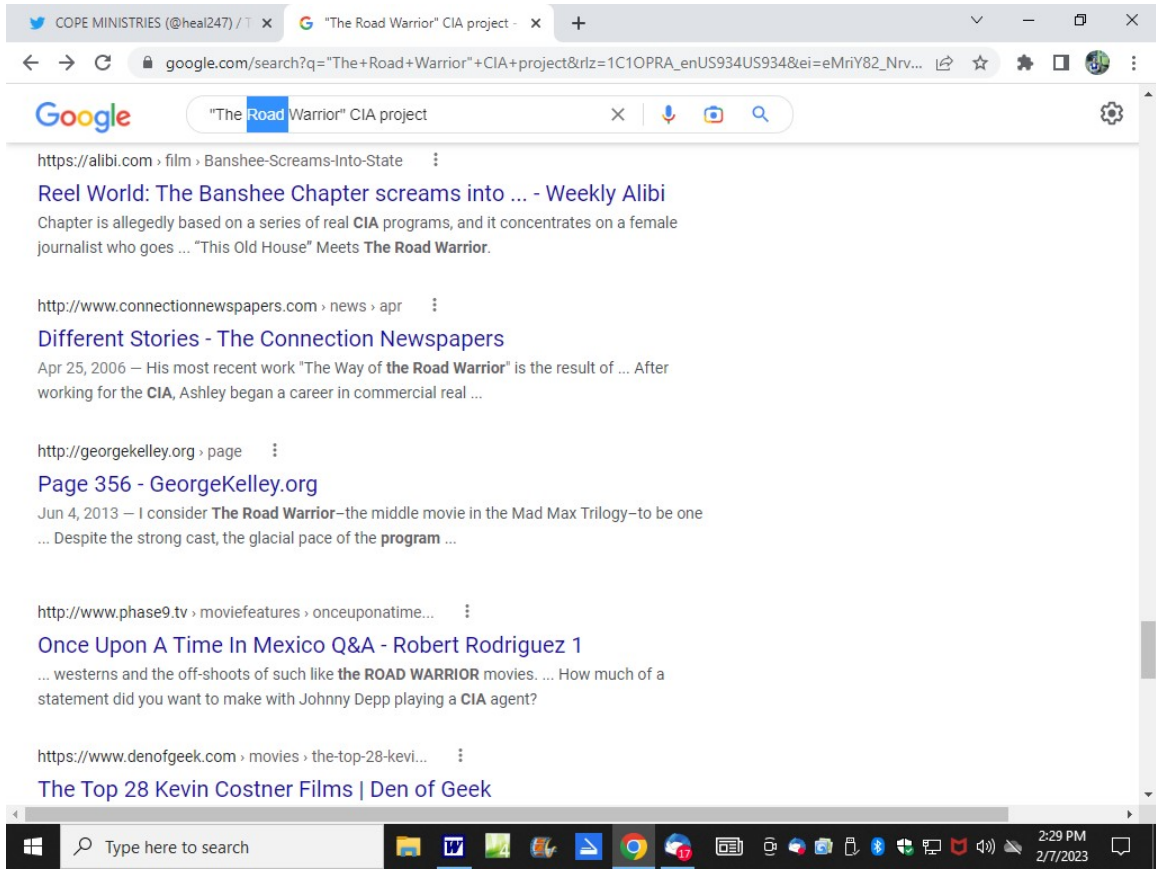 COPE MINISTRIES (@heal247) / T
"The Road Warrior" CIA project -
google.com/search?q="The+Road+Warrior"+CIA+project&rlz=1C1OPRA_enUS934US934&ei=eMriY82_Nrv...
Google
"The Road Warrior" CIA project
https://alibi.com › film › Banshee-Screams-Into-State
Reel World: The Banshee Chapter screams into ... - Weekly Alibi
Chapter is allegedly based on a series of real CIA programs, and it concentrates on a female
journalist who goes ... “This Old House” Meets The Road Warrior.
http://www.connectionnewspapers.com › news › apr
Different Stories - The Connection Newspapers
Apr 25, 2006 — His most recent work "The Way of the Road Warrior" is the result of ... After
working for the CIA, Ashley began a career in commercial real ...
http://georgekelley.org › page
Page 356 - GeorgeKelley.org
Jun 4, 2013 — I consider The Road Warrior–the middle movie in the Mad Max Trilogy–to be one
... Despite the strong cast, the glacial pace of the program ...
http://www.phase9.tv › moviefeatures › onceuponatime...
Once Upon A Time In Mexico Q&A - Robert Rodriguez 1
... westerns and the off-shoots of such like the ROAD WARRIOR movies. ... How much of a
statement did you want to make with Johnny Depp playing a CIA agent?
https://www.denofgeek.com › movies › the-top-28-kevi...
The Top 28 Kevin Costner Films | Den of Geek
Type here to search
W
17
2:29 PM
2/7/2023